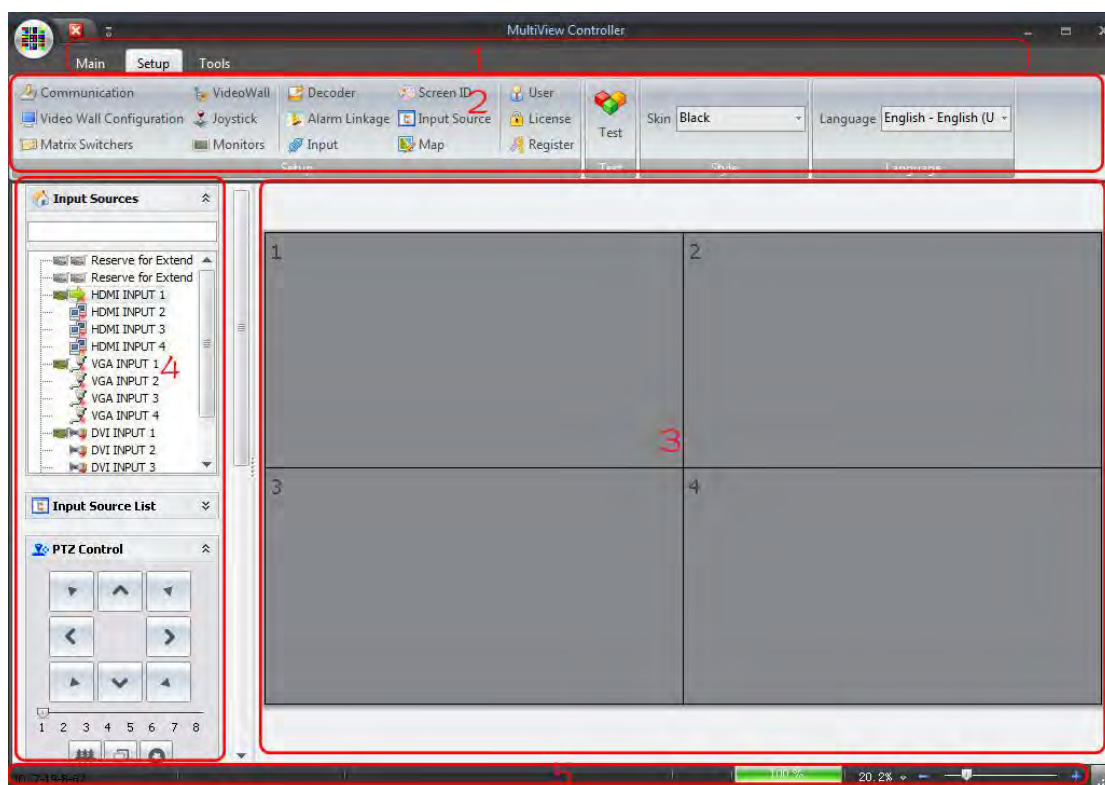 MultiView Controller
Main Setup Tools
1
Communication VideoWall Decoder Screen ID User
Video Wall Configuration Joystick Alarm Linkage Input Source License
Matrix Switchers Monitors Input Map Register
2
Test
Skin Black
Language English - English (U
Setup Test Style Language
Input Sources
Reserve for Extend
Reserve for Extend
HDMI INPUT 1
HDMI INPUT 2
HDMI INPUT 3
HDMI INPUT 4
VGA INPUT 1
VGA INPUT 2
VGA INPUT 3
VGA INPUT 4
DVI INPUT 1
DVI INPUT 2
DVI INPUT 3
4
Input Source List
PTZ Control
1 2 3 4 5 6 7 8
1
2
3
3
4
100 %
20.2%